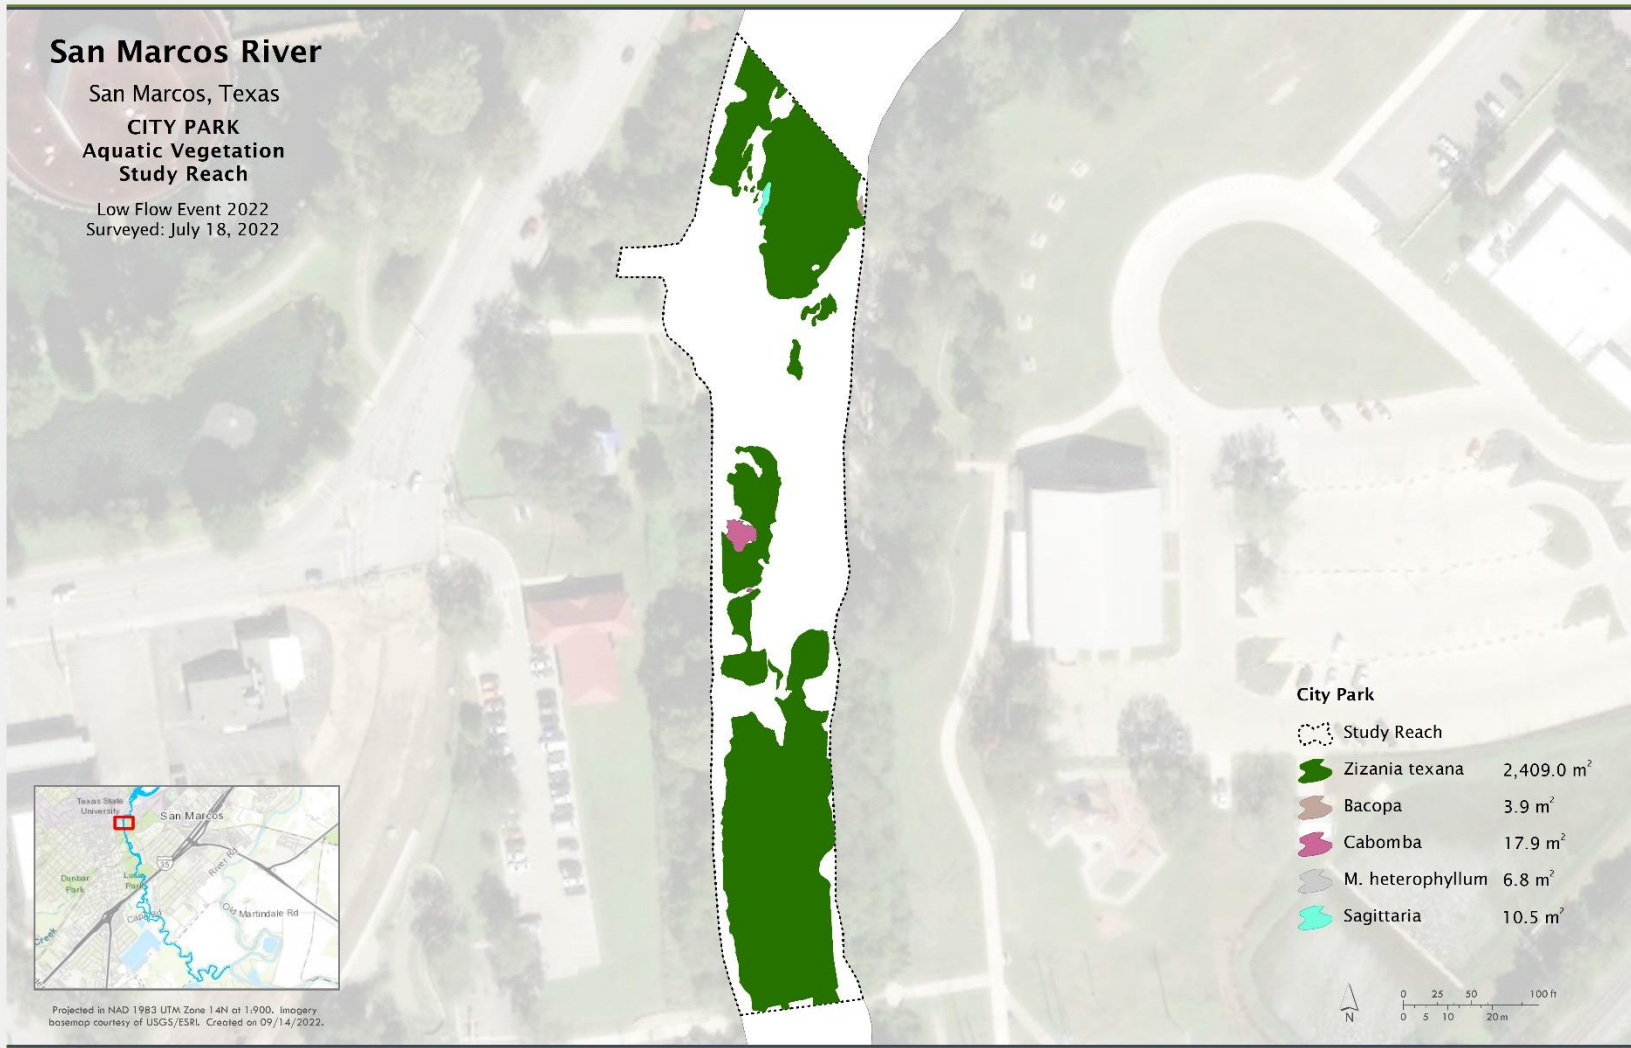 San Marcos River
San Marcos, Texas
CITY PARK
Aquatic Vegetation
Study Reach
Low Flow Event 2022
Surveyed: July 18, 2022
City Park
Study Reach
Zizania texana 2,409.0 m²
Bacopa 3.9 m²
Cabomba 17.9 m²
M. heterophyllum 6.8 m²
Sagittaria 10.5 m²
Texas State
University
San Marcos
35
River Rd
Dunbar
Park
Old Martindale Rd
Creek
Projected in NAD 1983 UTM Zone 14N at 1:900. Imagery
basemap courtesy of USGS/ESRI. Created on 09/14/2022.
N
0 25 50 100 ft
0 5 10 20 m